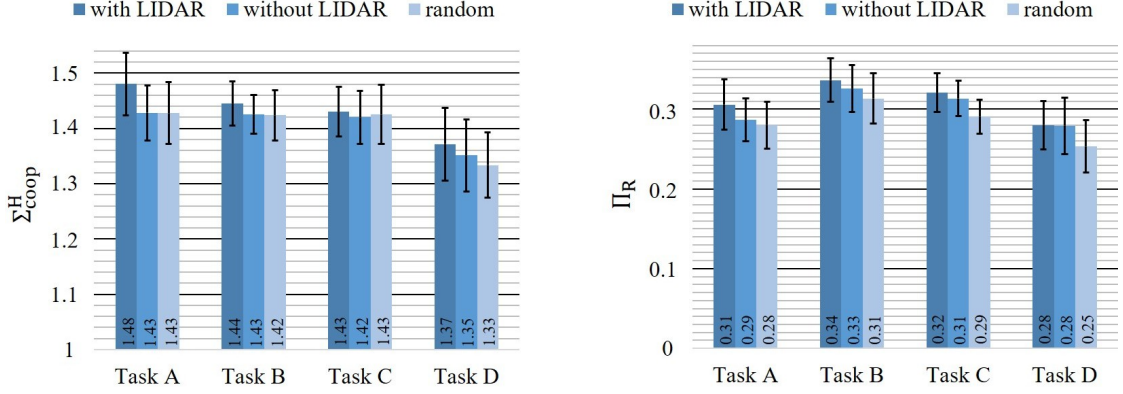 with LIDAR without LIDAR random
1.5
1.4
1.3
1.2
1.1
1
Σ^H_coop
1.48 1.43 1.43 1.44 1.43 1.42 1.43 1.42 1.43 1.37 1.35 1.33
Task A Task B Task C Task D
with LIDAR without LIDAR random
0.3
0.2
0.1
0
Π_R
0.31 0.29 0.28 0.34 0.33 0.31 0.32 0.31 0.29 0.28 0.28 0.25
Task A Task B Task C Task D